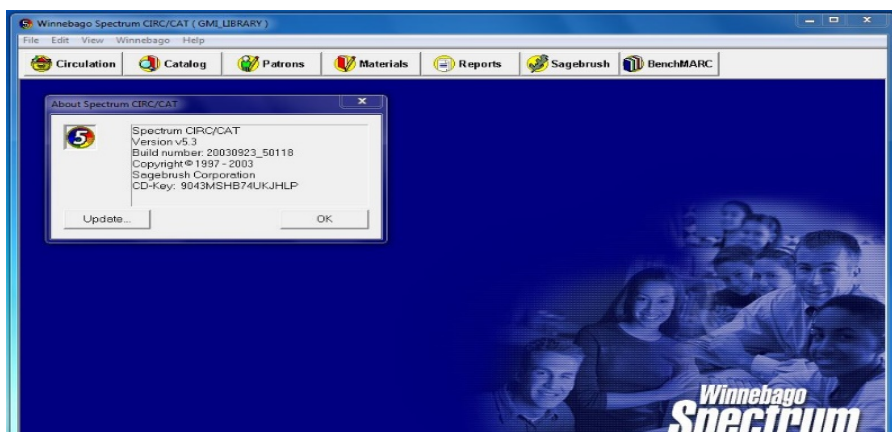 Winnebago Spectrum CIRC/CAT ( GMI_LIBRARY )
File Edit View Winnebago Help
Circulation Catalog Patrons Materials Reports Sagebrush BenchMARC
About Spectrum CIRC/CAT
5
Spectrum CIRC/CAT
Version v5.3
Build number: 20030923_50118
Copyright © 1997 - 2003
Sagebrush Corporation
CD-Key: 9043MSHB74UKJHLP
Update... OK
Winnebago
Spectrum